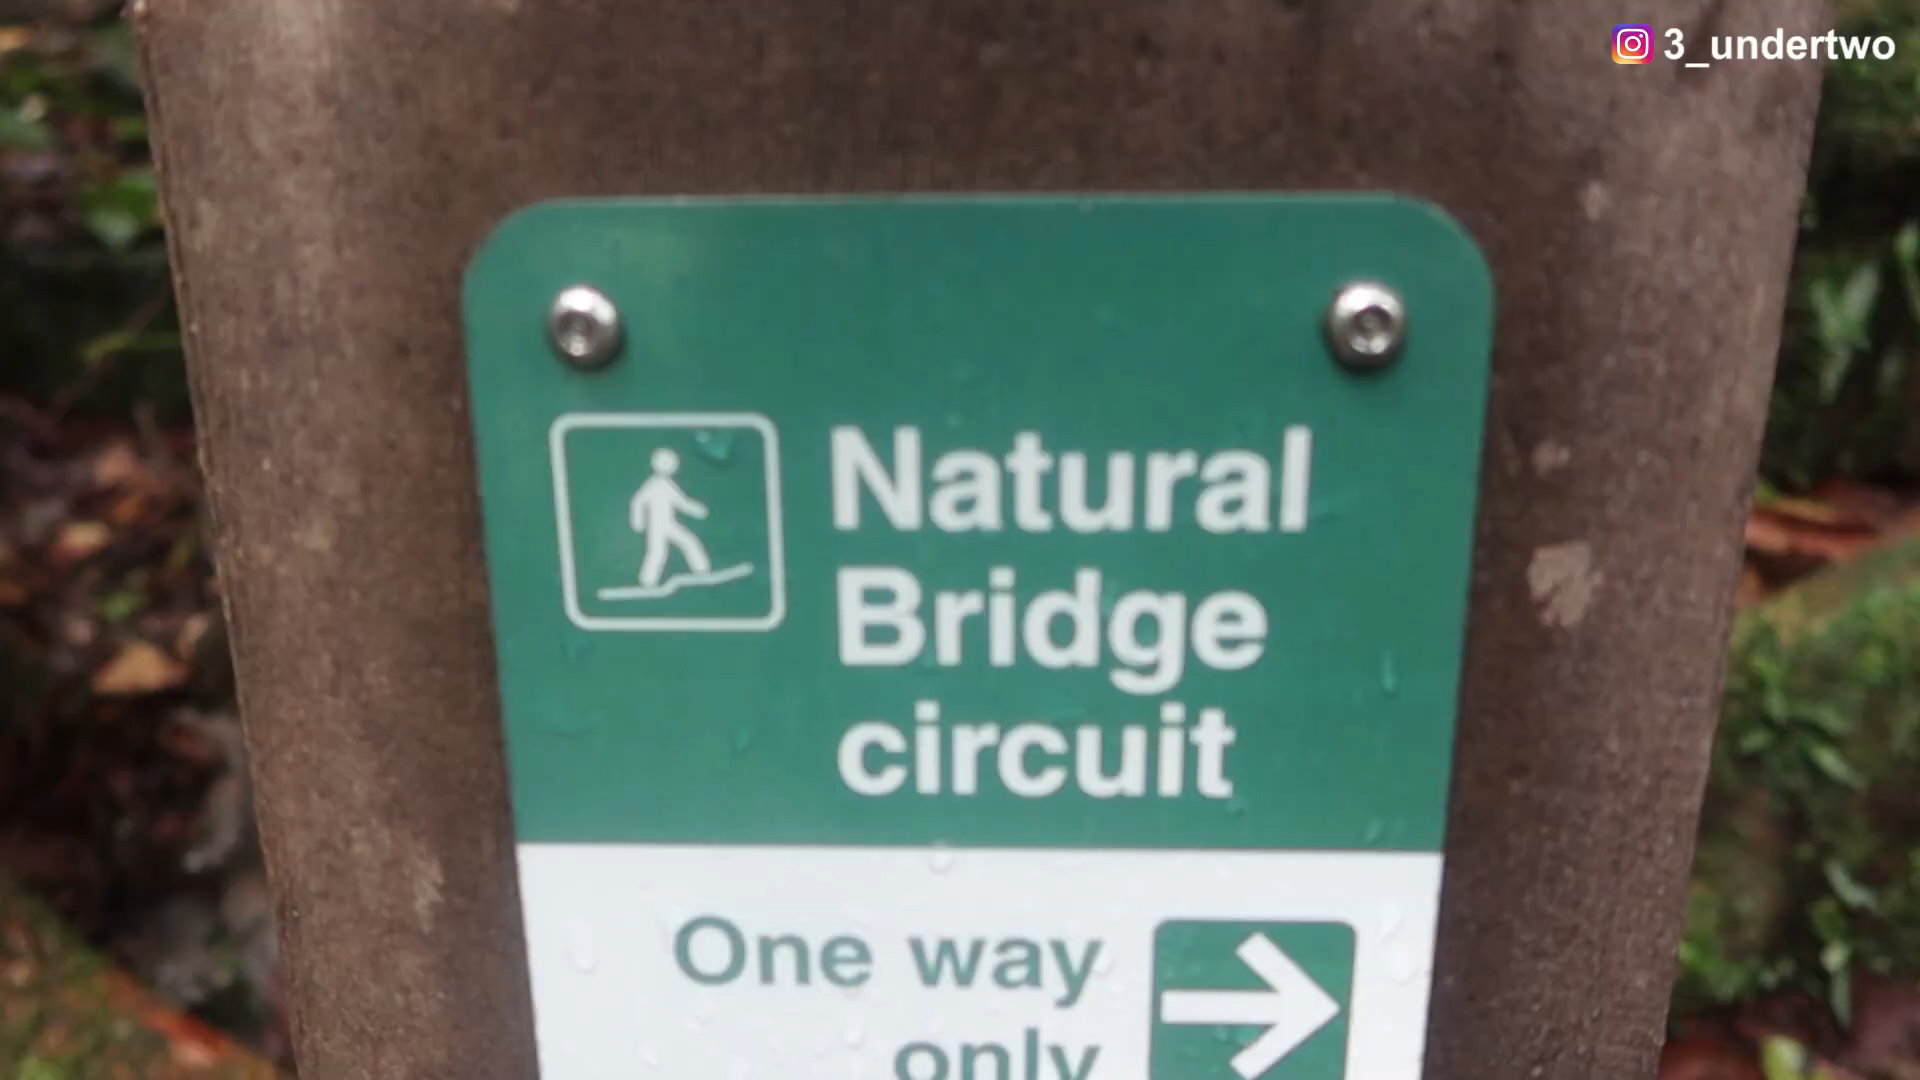 3_undertwo
Natural
Bridge
circuit
One way
only